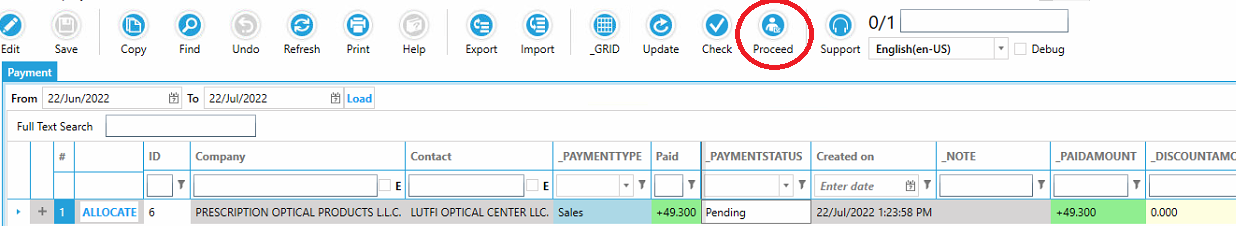 Edit Save Copy Find Undo Refresh Print Help Export Import _GRID Update Check Proceed Support 0/1 English(en-US) Debug
Payment
From 22/Jun/2022 To 22/Jul/2022 Load
Full Text Search
# ID Company Contact _PAYMENTTYPE Paid _PAYMENTSTATUS Created on _NOTE _PAIDAMOUNT _DISCOUNTAMO
E E Enter date
1 ALLOCATE 6 PRESCRIPTION OPTICAL PRODUCTS L.L.C. LUTFI OPTICAL CENTER LLC. Sales +49.300 Pending 22/Jul/2022 1:23:58 PM +49.300 0.000